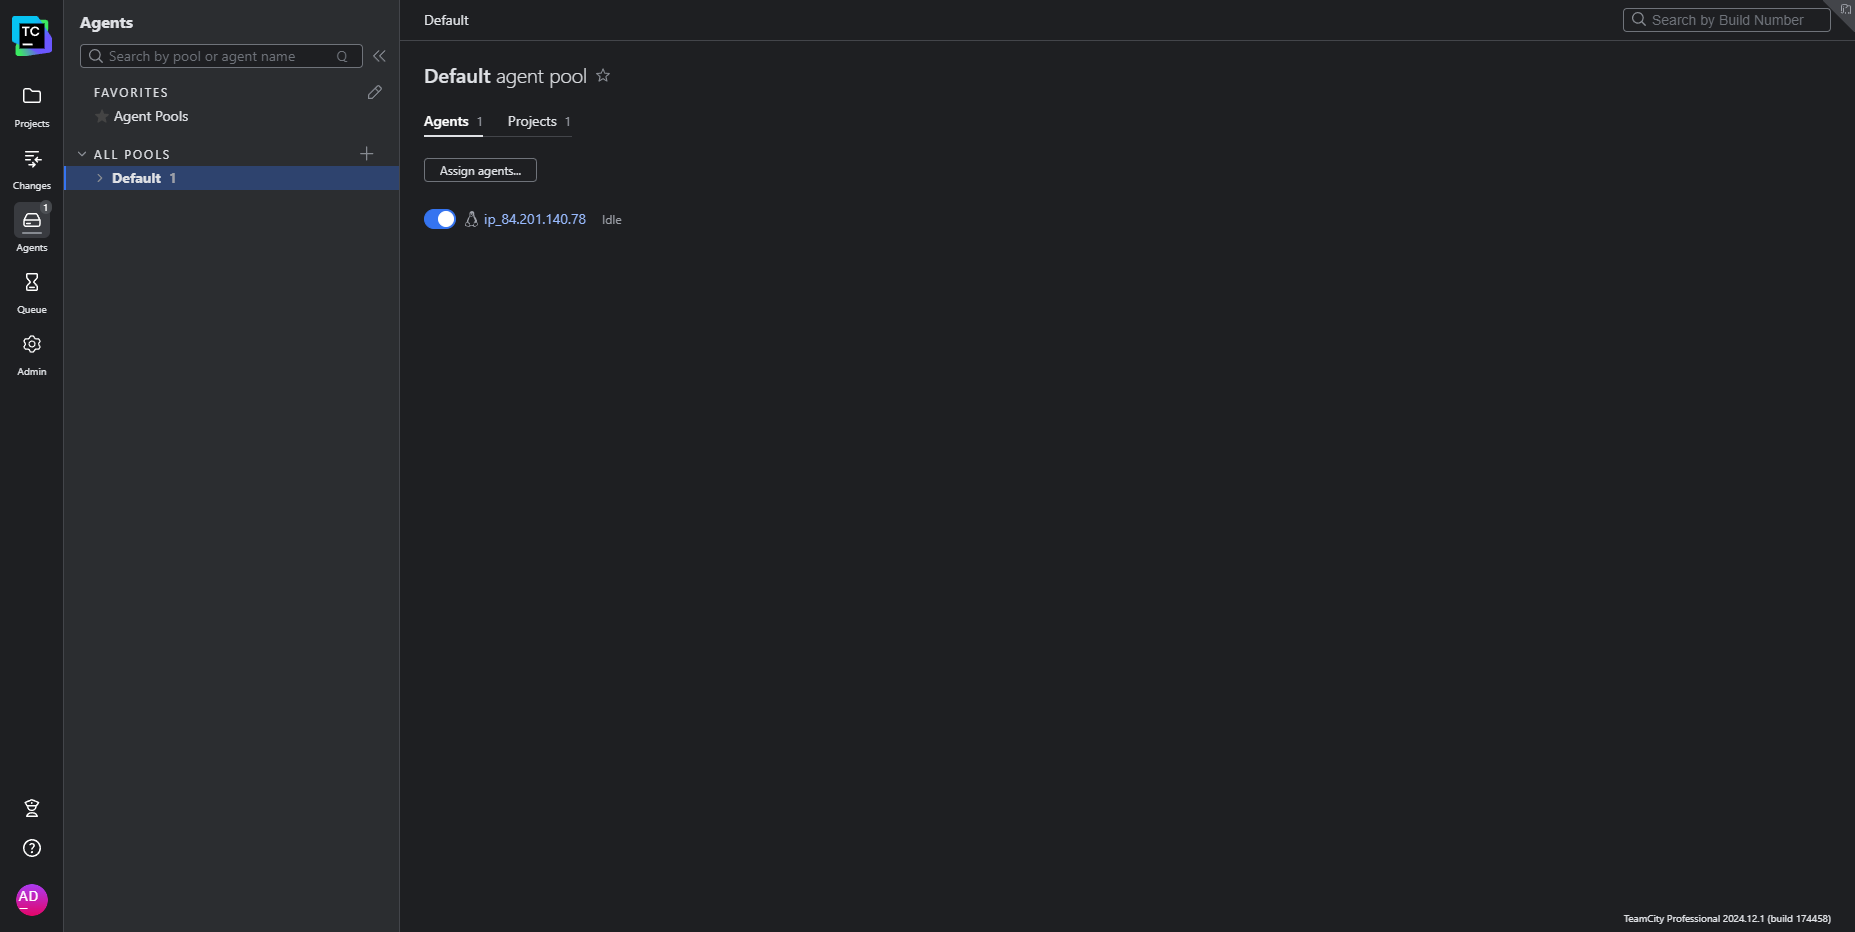 TC
Projects
Changes
1
Agents
Queue
Admin
AD
Agents
Search by pool or agent name
Q
FAVORITES
Agent Pools
ALL POOLS
Default 1
Default
Search by Build Number
Default agent pool
Agents 1 Projects 1
Assign agents...
ip_84.201.140.78 Idle
TeamCity Professional 2024.12.1 (build 174458)